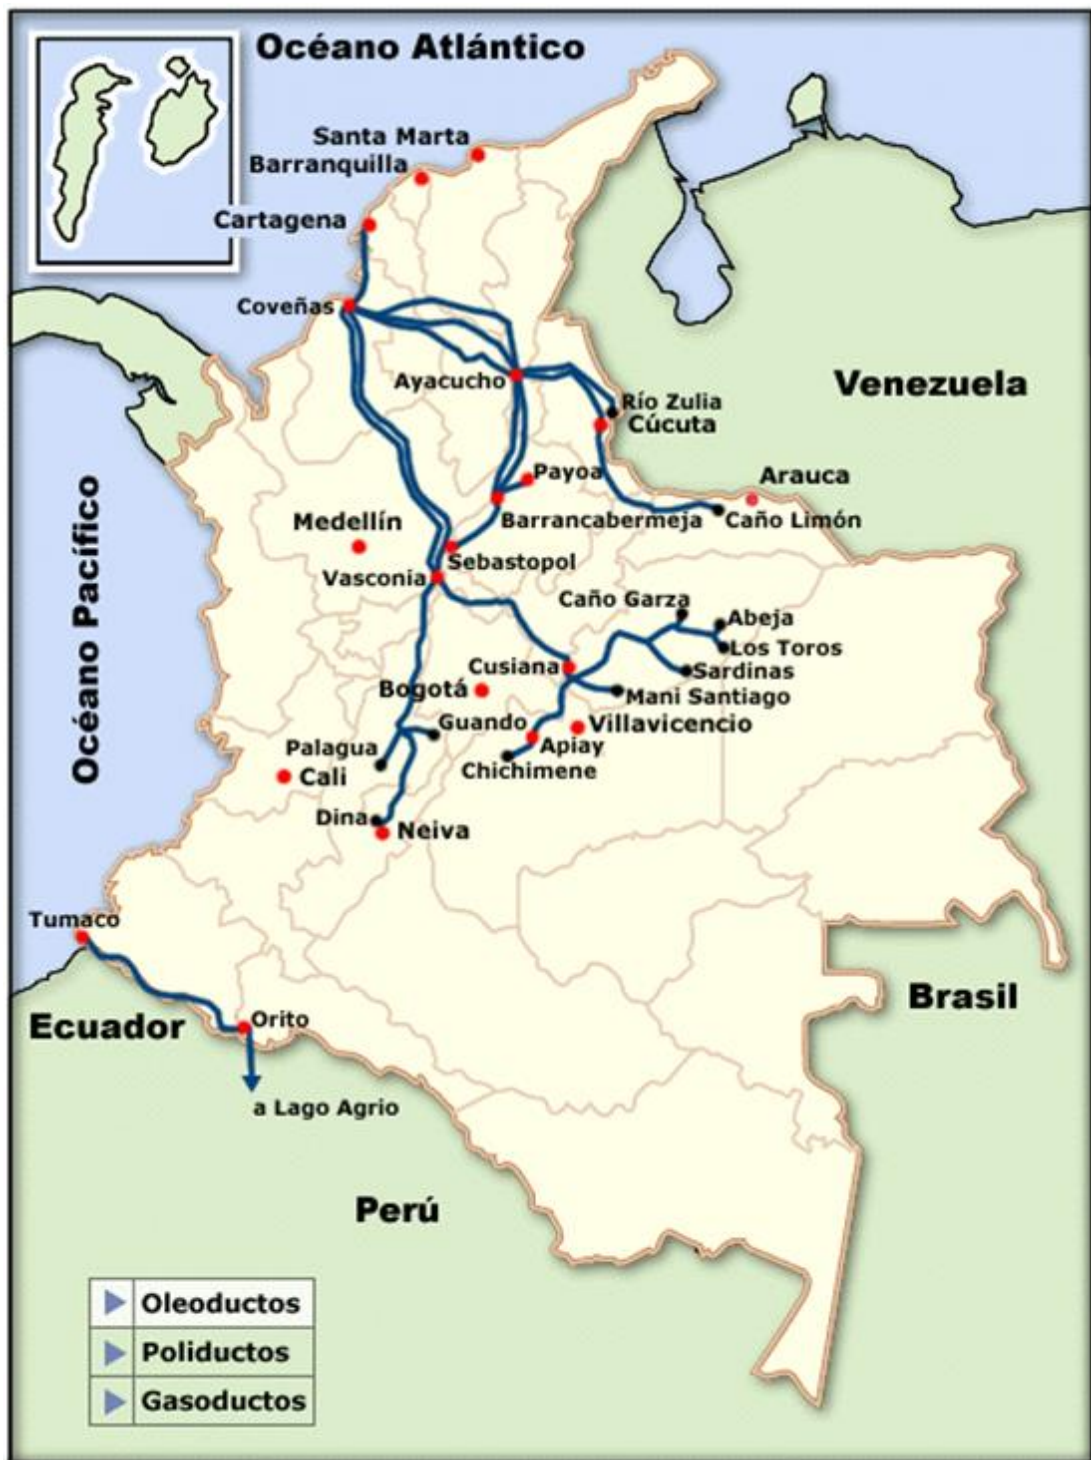 Océano Atlántico
Santa Marta
Barranquilla
Cartagena
Coveñas
Ayacucho
Venezuela
Río Zulia
Cúcuta
Payoa
Arauca
Barrancabermeja
Caño Limón
Océano Pacífico
Medellín
Sebastopol
Vasconia
Caño Garza
Abeja
Los Toros
Cusiana
Sardinas
Bogotá
Mani Santiago
Guando
Villavicencio
Palagua
Apiay
Chichimene
Cali
Dina
Neiva
Tumaco
Brasil
Ecuador
Orito
a Lago Agrio
Perú
Oleoductos
Poliductos
Gasoductos